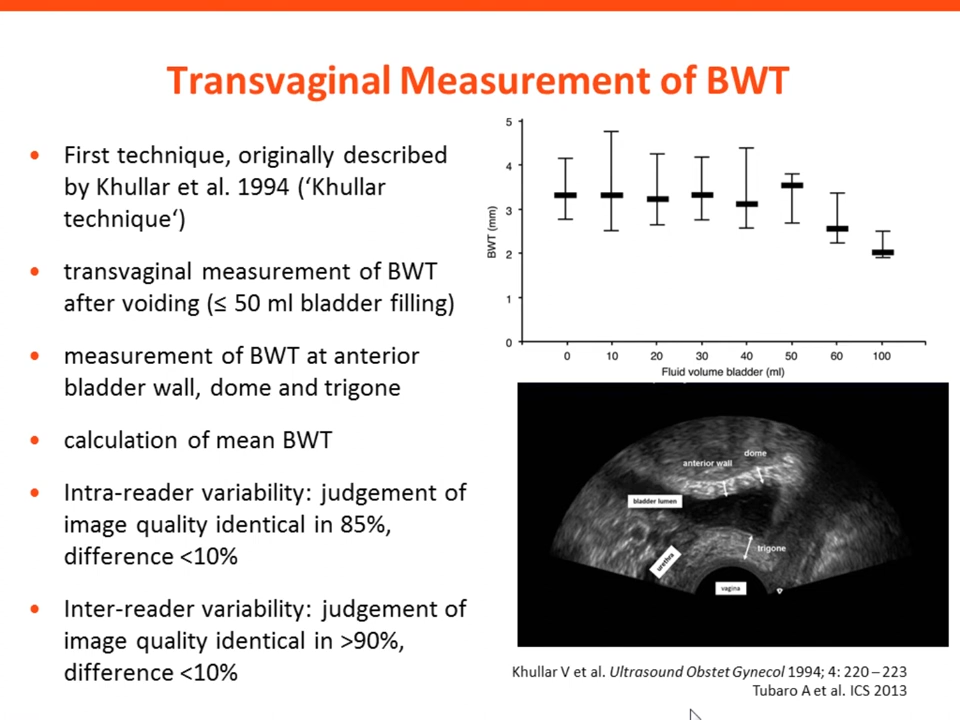 Transvaginal Measurement of BWT
• First technique, originally described
by Khullar et al. 1994 (‘Khullar
technique‘)
• transvaginal measurement of BWT
after voiding (≤ 50 ml bladder filling)
• measurement of BWT at anterior
bladder wall, dome and trigone
• calculation of mean BWT
• Intra-reader variability: judgement of
image quality identical in 85%,
difference <10%
• Inter-reader variability: judgement of
image quality identical in >90%,
difference <10%
BWT (mm)
5
4
3
2
1
0
0 10 20 30 40 50 60 100
Fluid volume bladder (ml)
dome
anterior wall
bladder lumen
trigone
urethra
vagina
Khullar V et al. Ultrasound Obstet Gynecol 1994; 4: 220 – 223
Tubaro A et al. ICS 2013